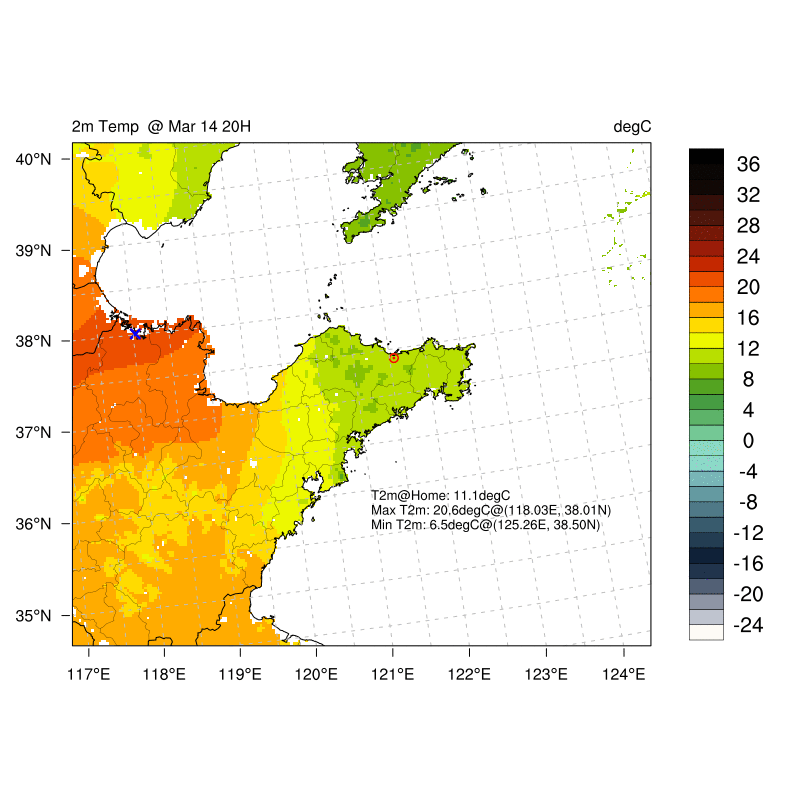 2m Temp @ Mar 14 20H degC
40°N
39°N
38°N
37°N
36°N
35°N
117°E 118°E 119°E 120°E 121°E 122°E 123°E 124°E
T2m@Home: 11.1degC
Max T2m: 20.6degC@(118.03E, 38.01N)
Min T2m: 6.5degC@(125.26E, 38.50N)
36
32
28
24
20
16
12
8
4
0
-4
-8
-12
-16
-20
-24